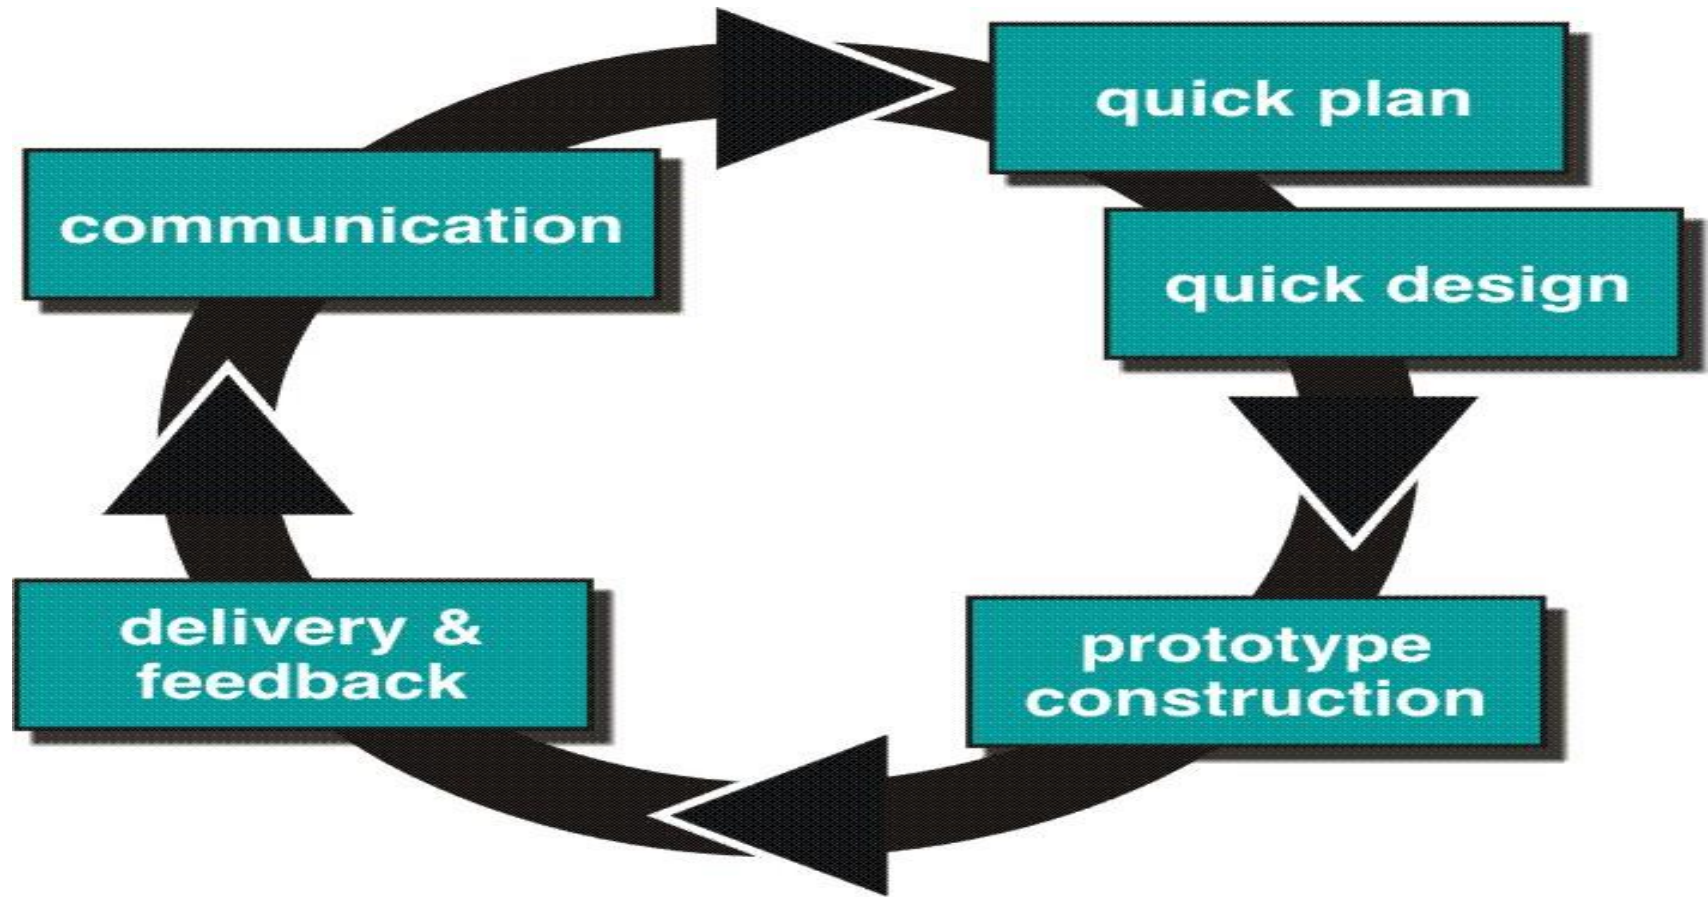 communication
quick plan
quick design
prototype
construction
delivery &
feedback